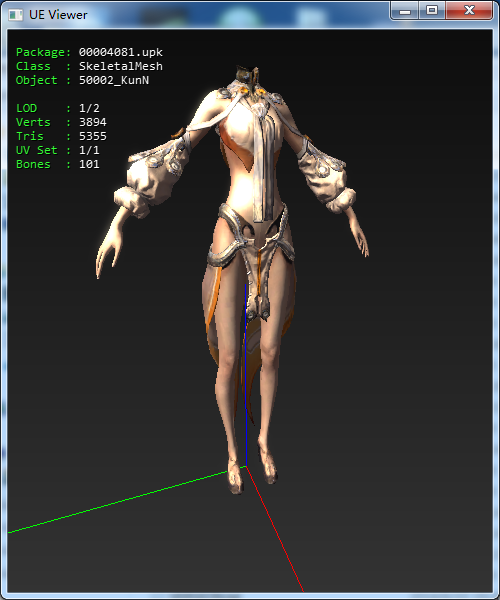 UE Viewer
Package: 00004081.upk
Class : SkeletalMesh
Object : 50002_KunN
LOD : 1/2
Verts : 3894
Tris : 5355
UV Set : 1/1
Bones : 101